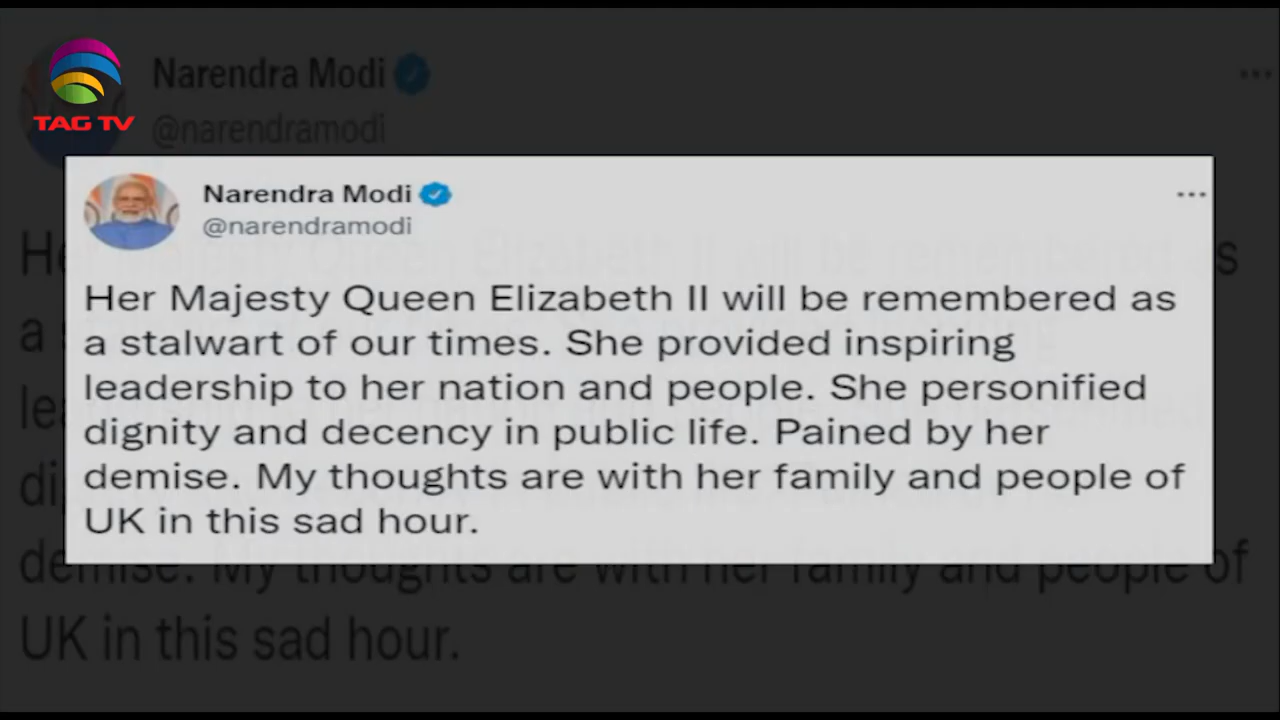 TAG TV
Narendra Modi
@narendramodi
Narendra Modi
@narendramodi
Her Majesty Queen Elizabeth II will be remembered as
a stalwart of our times. She provided inspiring
leadership to her nation and people. She personified
dignity and decency in public life. Pained by her
demise. My thoughts are with her family and people of
UK in this sad hour.
demise. My thoughts are with her family and people of
UK in this sad hour.